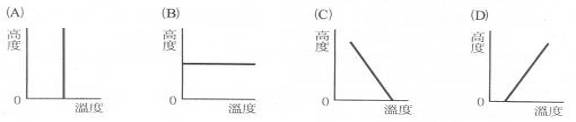 (A) (B) (C) (D)
高度 高度 高度 高度
0 溫度 0 溫度 0 溫度 0 溫度